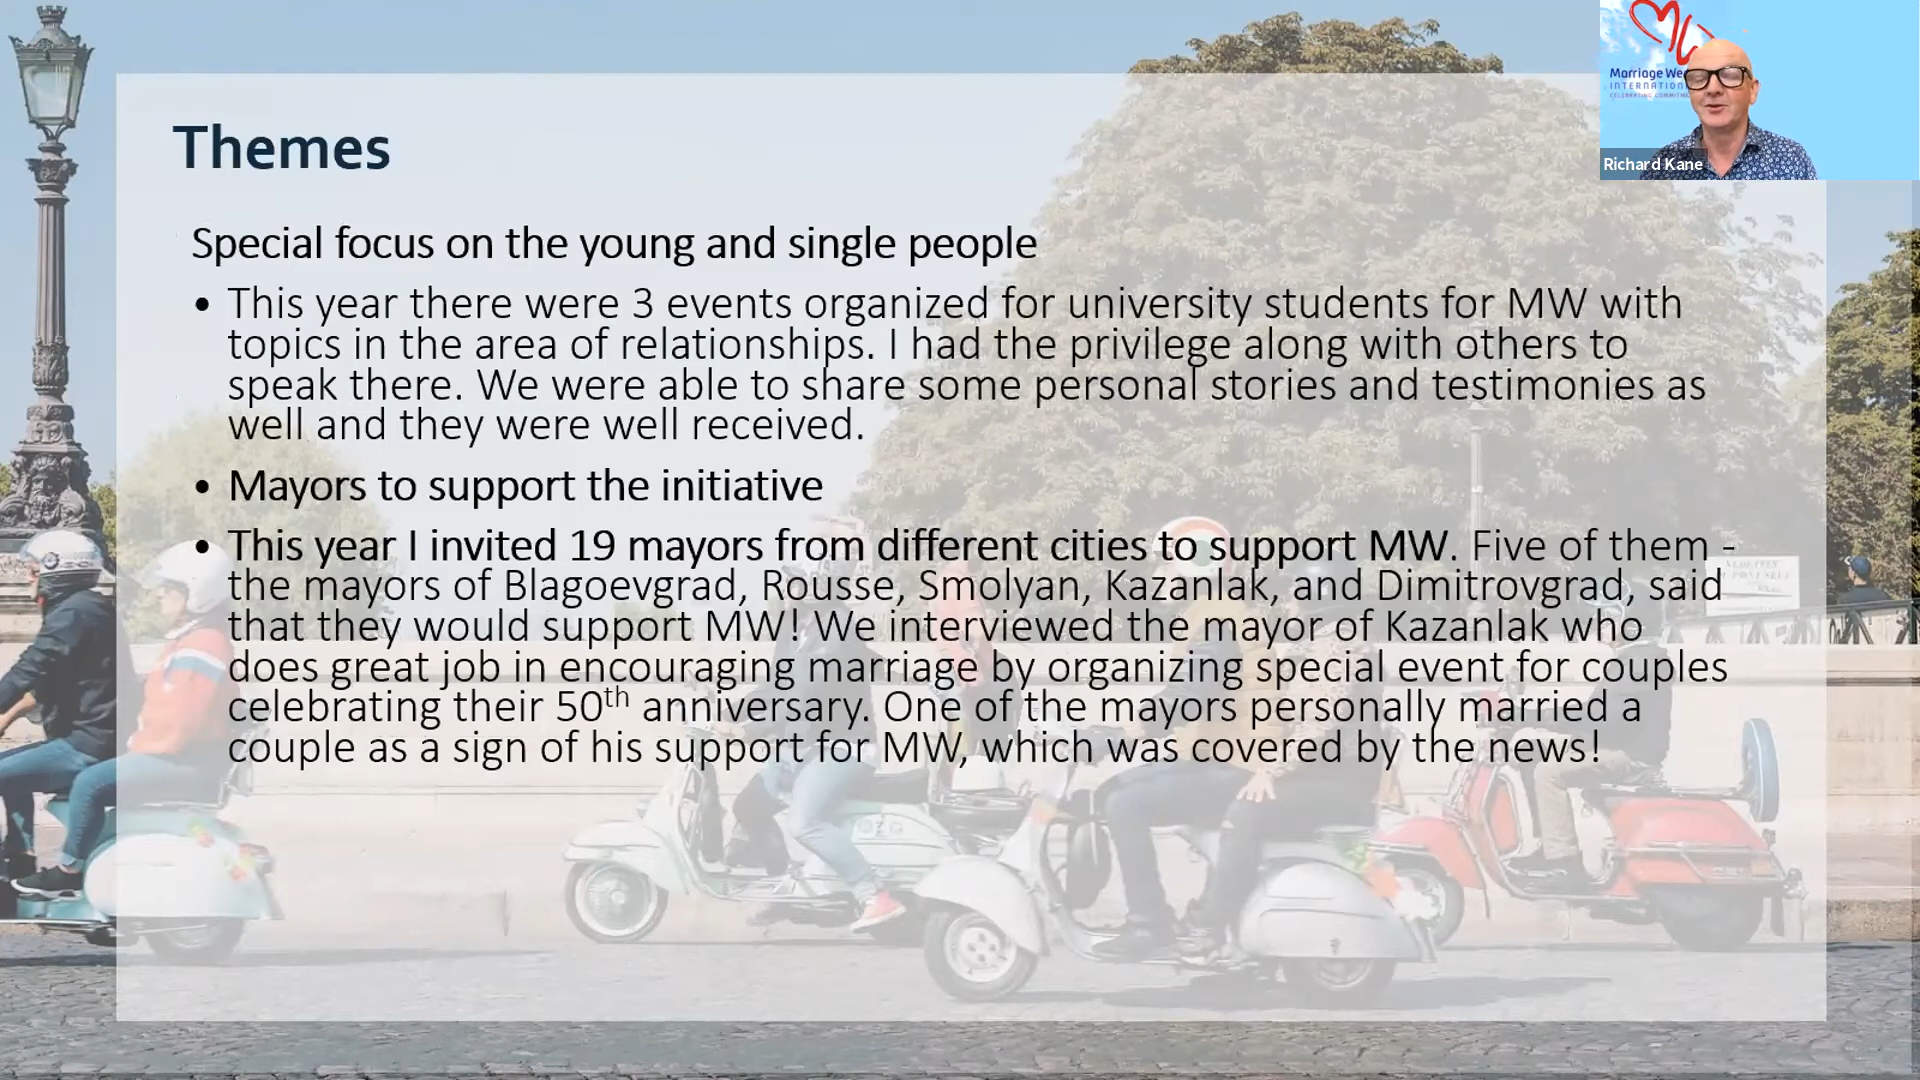 Marriage We
INTERNATION
Richard Kane
Themes
Special focus on the young and single people
• This year there were 3 events organized for university students for MW with
topics in the area of relationships. I had the privilege along with others to
speak there. We were able to share some personal stories and testimonies as
well and they were well received.
• Mayors to support the initiative
• This year I invited 19 mayors from different cities to support MW. Five of them -
the mayors of Blagoevgrad, Rousse, Smolyan, Kazanlak, and Dimitrovgrad, said
that they would support MW! We interviewed the mayor of Kazanlak who
does great job in encouraging marriage by organizing special event for couples
celebrating their 50th anniversary. One of the mayors personally married a
couple as a sign of his support for MW, which was covered by the news!